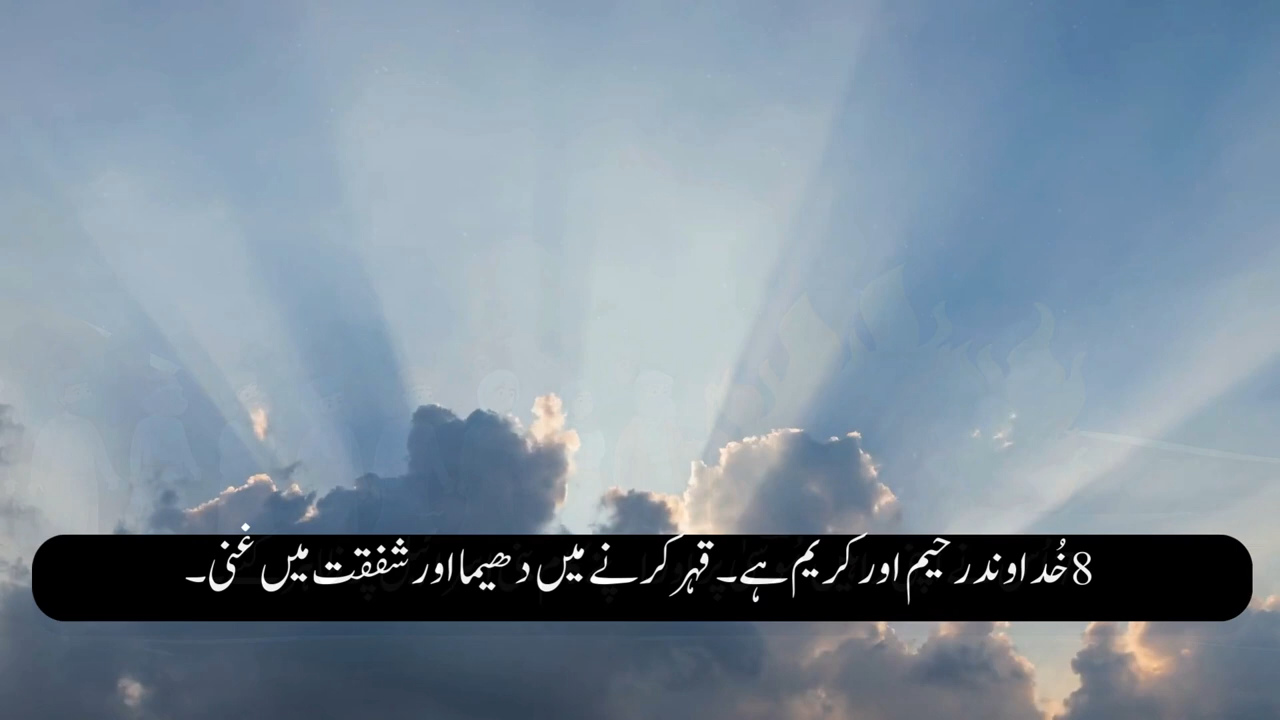 8 خُداوند رحیم اور کریم ہے۔ قہر کرنے میں دھیما اور شفقت میں غنی۔